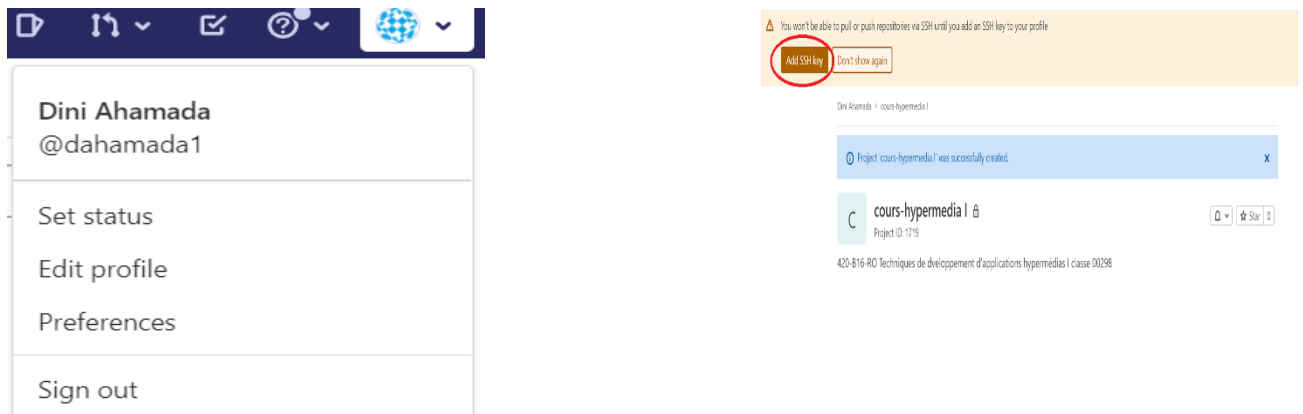 Dini Ahamada
@dahamada1
Set status
Edit profile
Preferences
Sign out
You won't be able to pull or push repositories via SSH until you add an SSH key to your profile
Add SSH key Don't show again
Dini Ahamada > cours-hypermedia I
Project 'cours-hypermedia I' was successfully created. X
C cours-hypermedia I
Project ID: 1719
Star 0
420-B16-RO Techniques de dveloppement d'applications hypermédias I classe 00298